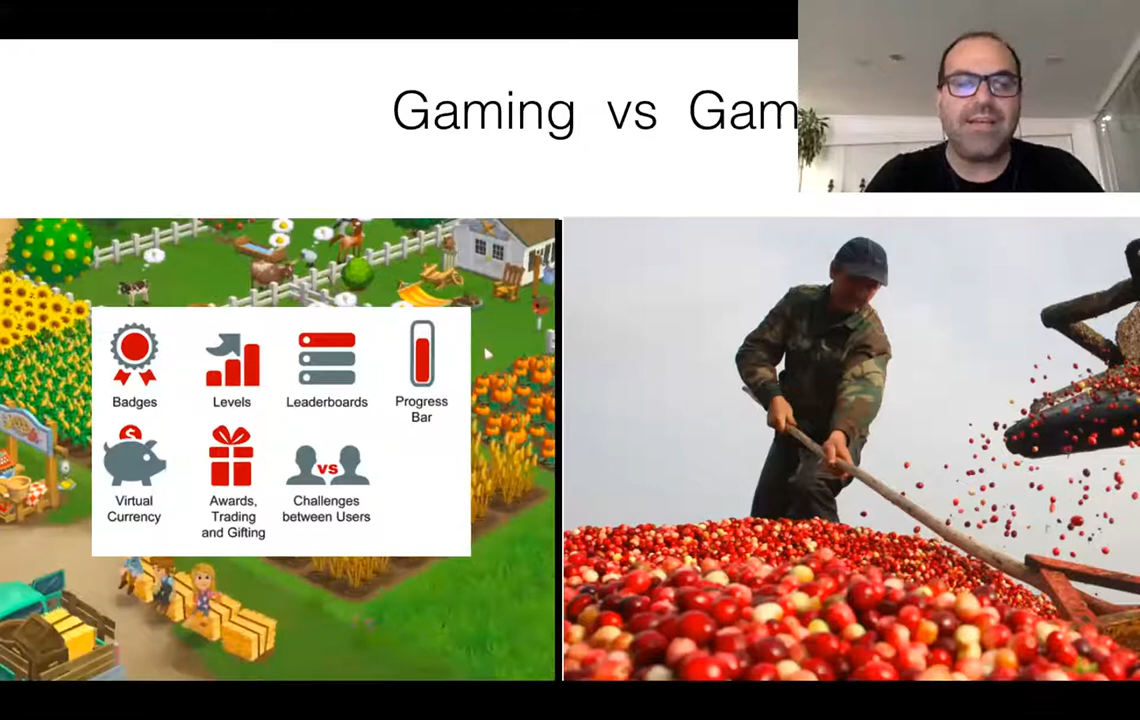 Gaming vs Gam
Badges
Levels
Leaderboards
Progress
Bar
vs
Virtual
Currency
Awards,
Trading
and Gifting
Challenges
between Users